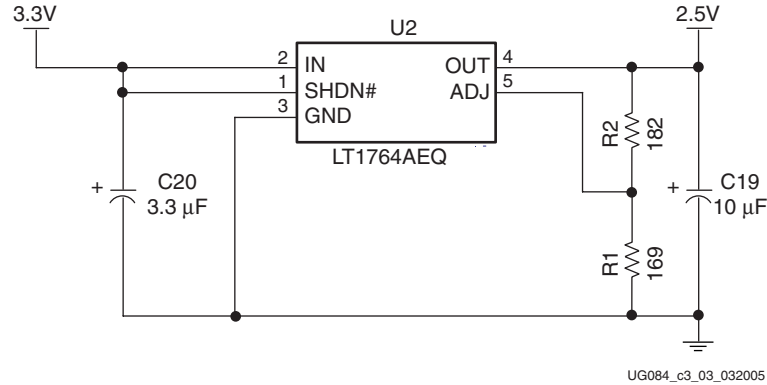 3.3V
2.5V
U2
2 IN
OUT 4
1 SHDN#
ADJ 5
3 GND
LT1764AEQ
R2
182
+ C20
3.3 µF
+ C19
10 µF
R1
169
UG084_c3_03_032005